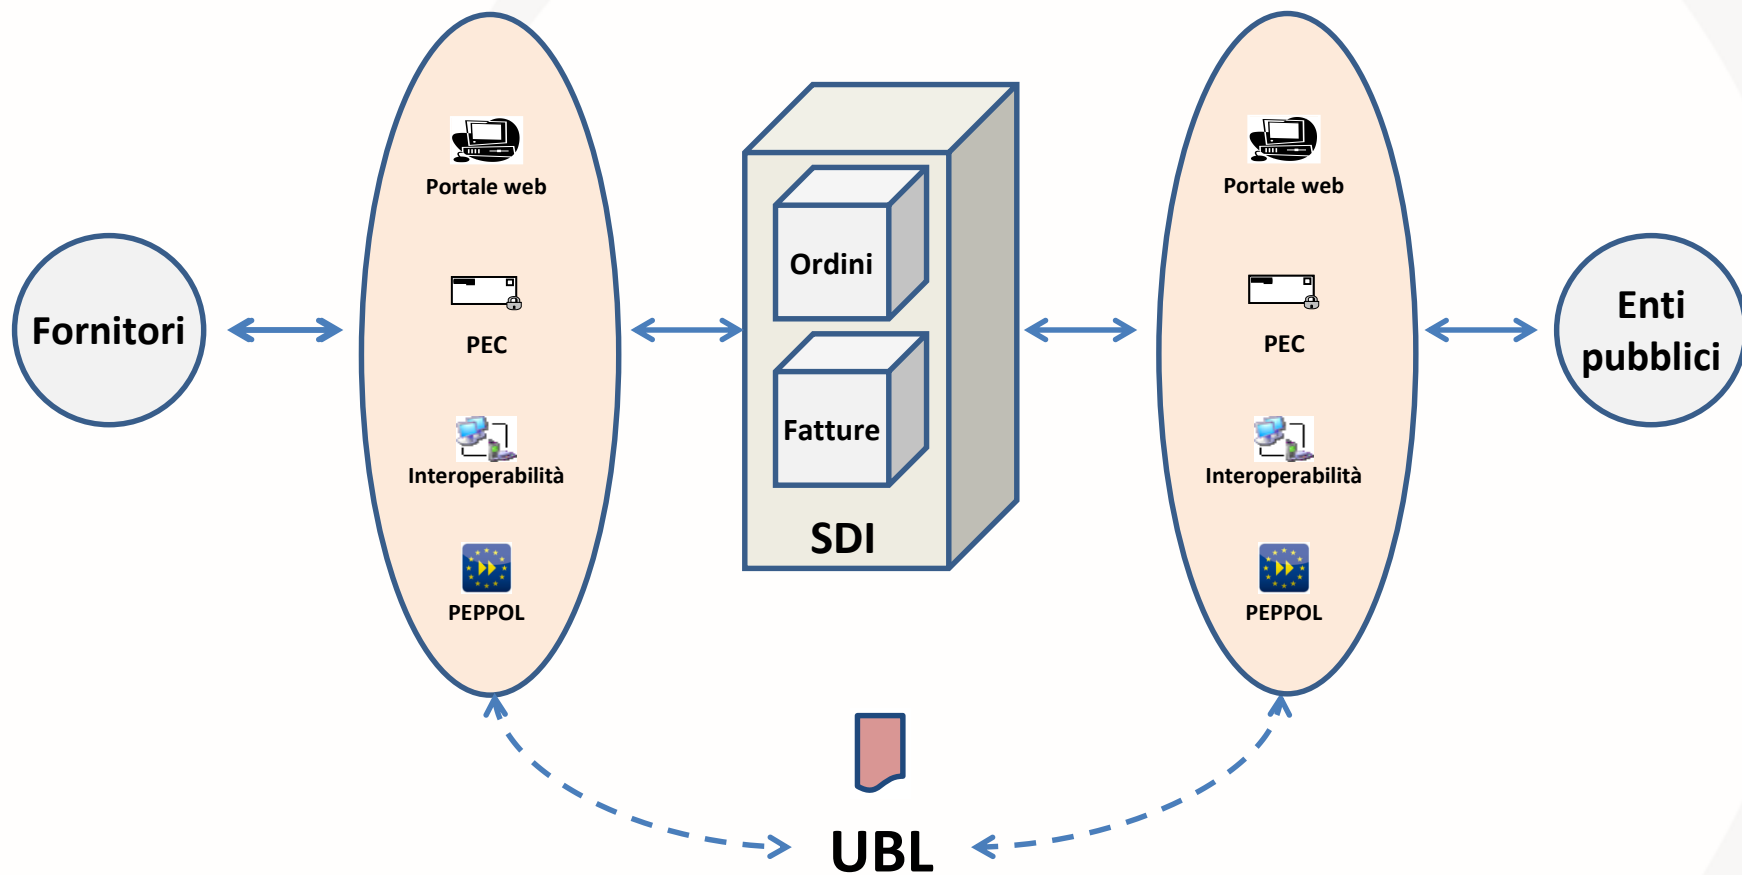 Fornitori
Portale web
PEC
Interoperabilità
PEPPOL
Ordini
Fatture
SDI
Portale web
PEC
Interoperabilità
PEPPOL
Enti
pubblici
UBL